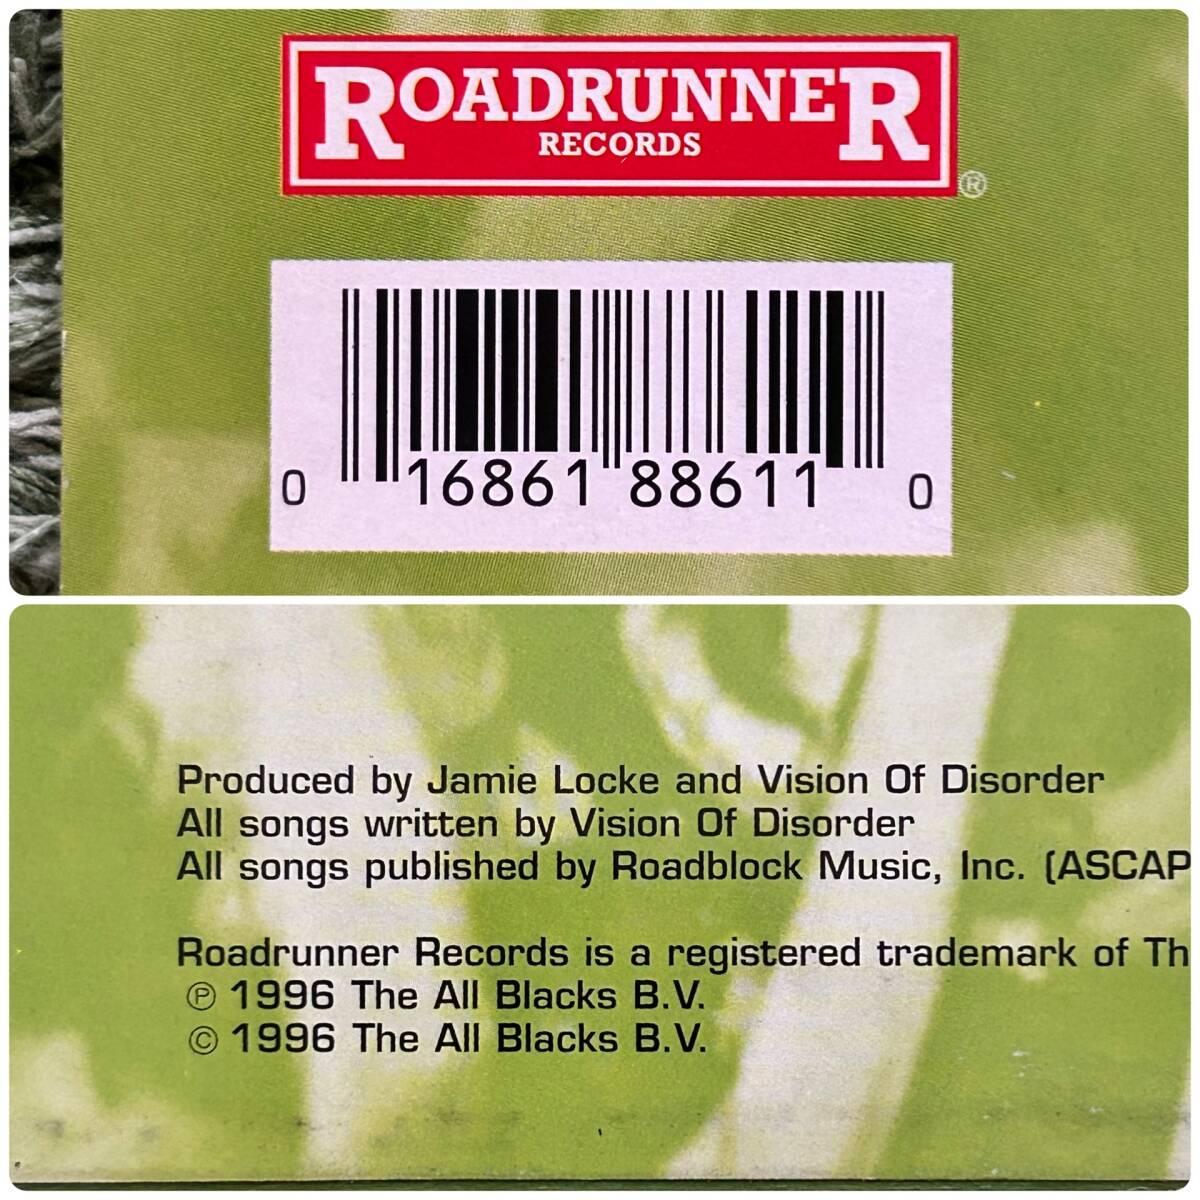 ROADRUNNER
RECORDS
®
0 16861 88611 0
Produced by Jamie Locke and Vision Of Disorder
All songs written by Vision Of Disorder
All songs published by Roadblock Music, Inc. (ASCAP
Roadrunner Records is a registered trademark of Th
℗ 1996 The All Blacks B.V.
© 1996 The All Blacks B.V.